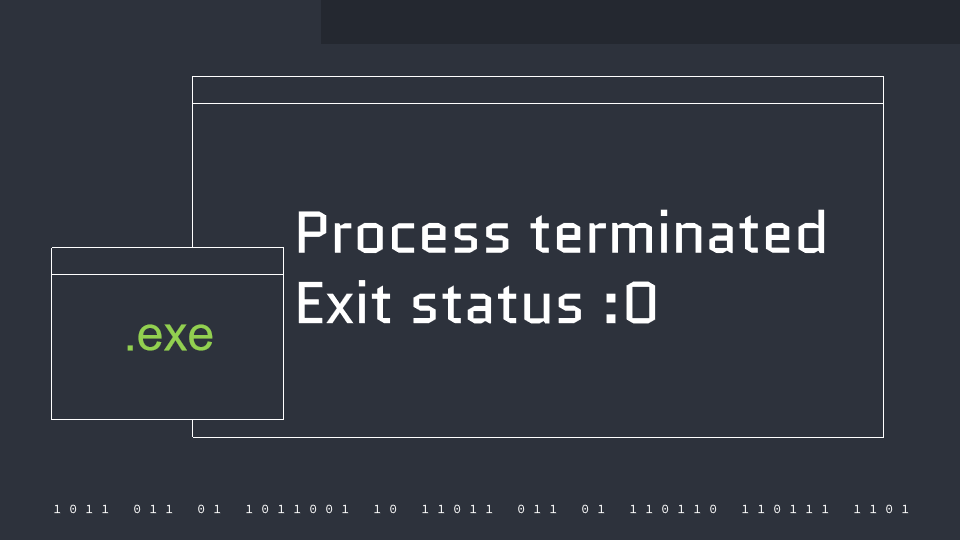 Process terminated
Exit status :0
.exe
1011 011 01 1011001 10 11011 011 01 110110 110111 1101